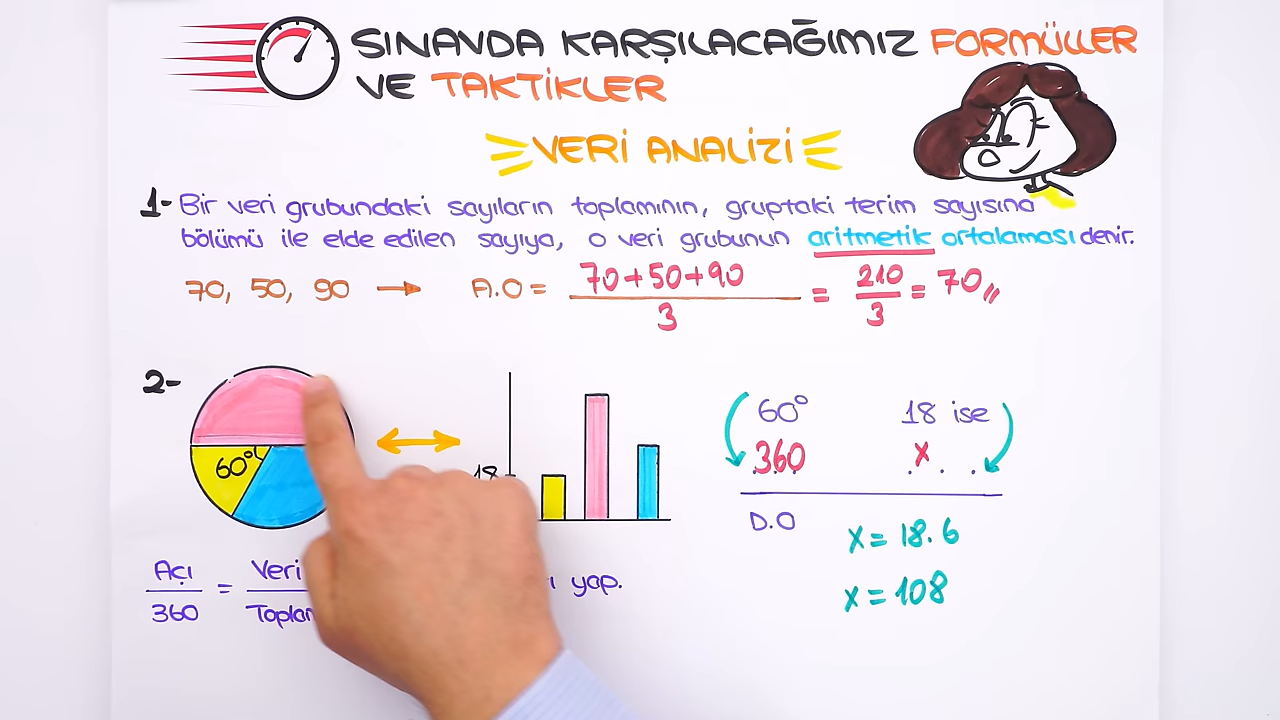 SINAVDA KARŞILACAĞIMIZ FORMÜLLER
VE TAKTİKLER
VERİ ANALİZİ
1- Bir veri grubundaki sayıların toplamının, gruptaki terim sayısına
bölümü ile elde edilen sayıya, o veri grubunun aritmetik ortalaması denir.
70, 50, 90 → A.O = 70+50+90 / 3 = 210 / 3 = 70,,
2-
60°
18
60° 18 ise
360 x
D.O
x = 18.6
x = 108
Açı / 360 = Veri
yap.